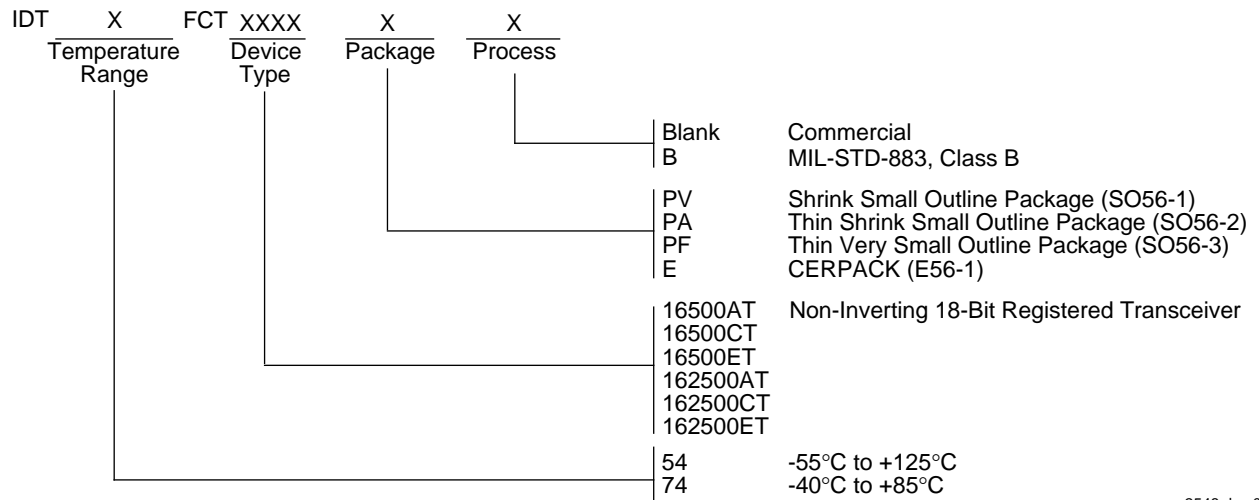 IDT X FCT XXXX X X
Temperature Range Device Type Package Process
Blank Commercial
B MIL-STD-883, Class B
PV Shrink Small Outline Package (SO56-1)
PA Thin Shrink Small Outline Package (SO56-2)
PF Thin Very Small Outline Package (SO56-3)
E CERPACK (E56-1)
16500AT Non-Inverting 18-Bit Registered Transceiver
16500CT
16500ET
162500AT
162500CT
162500ET
54 -55°C to +125°C
74 -40°C to +85°C